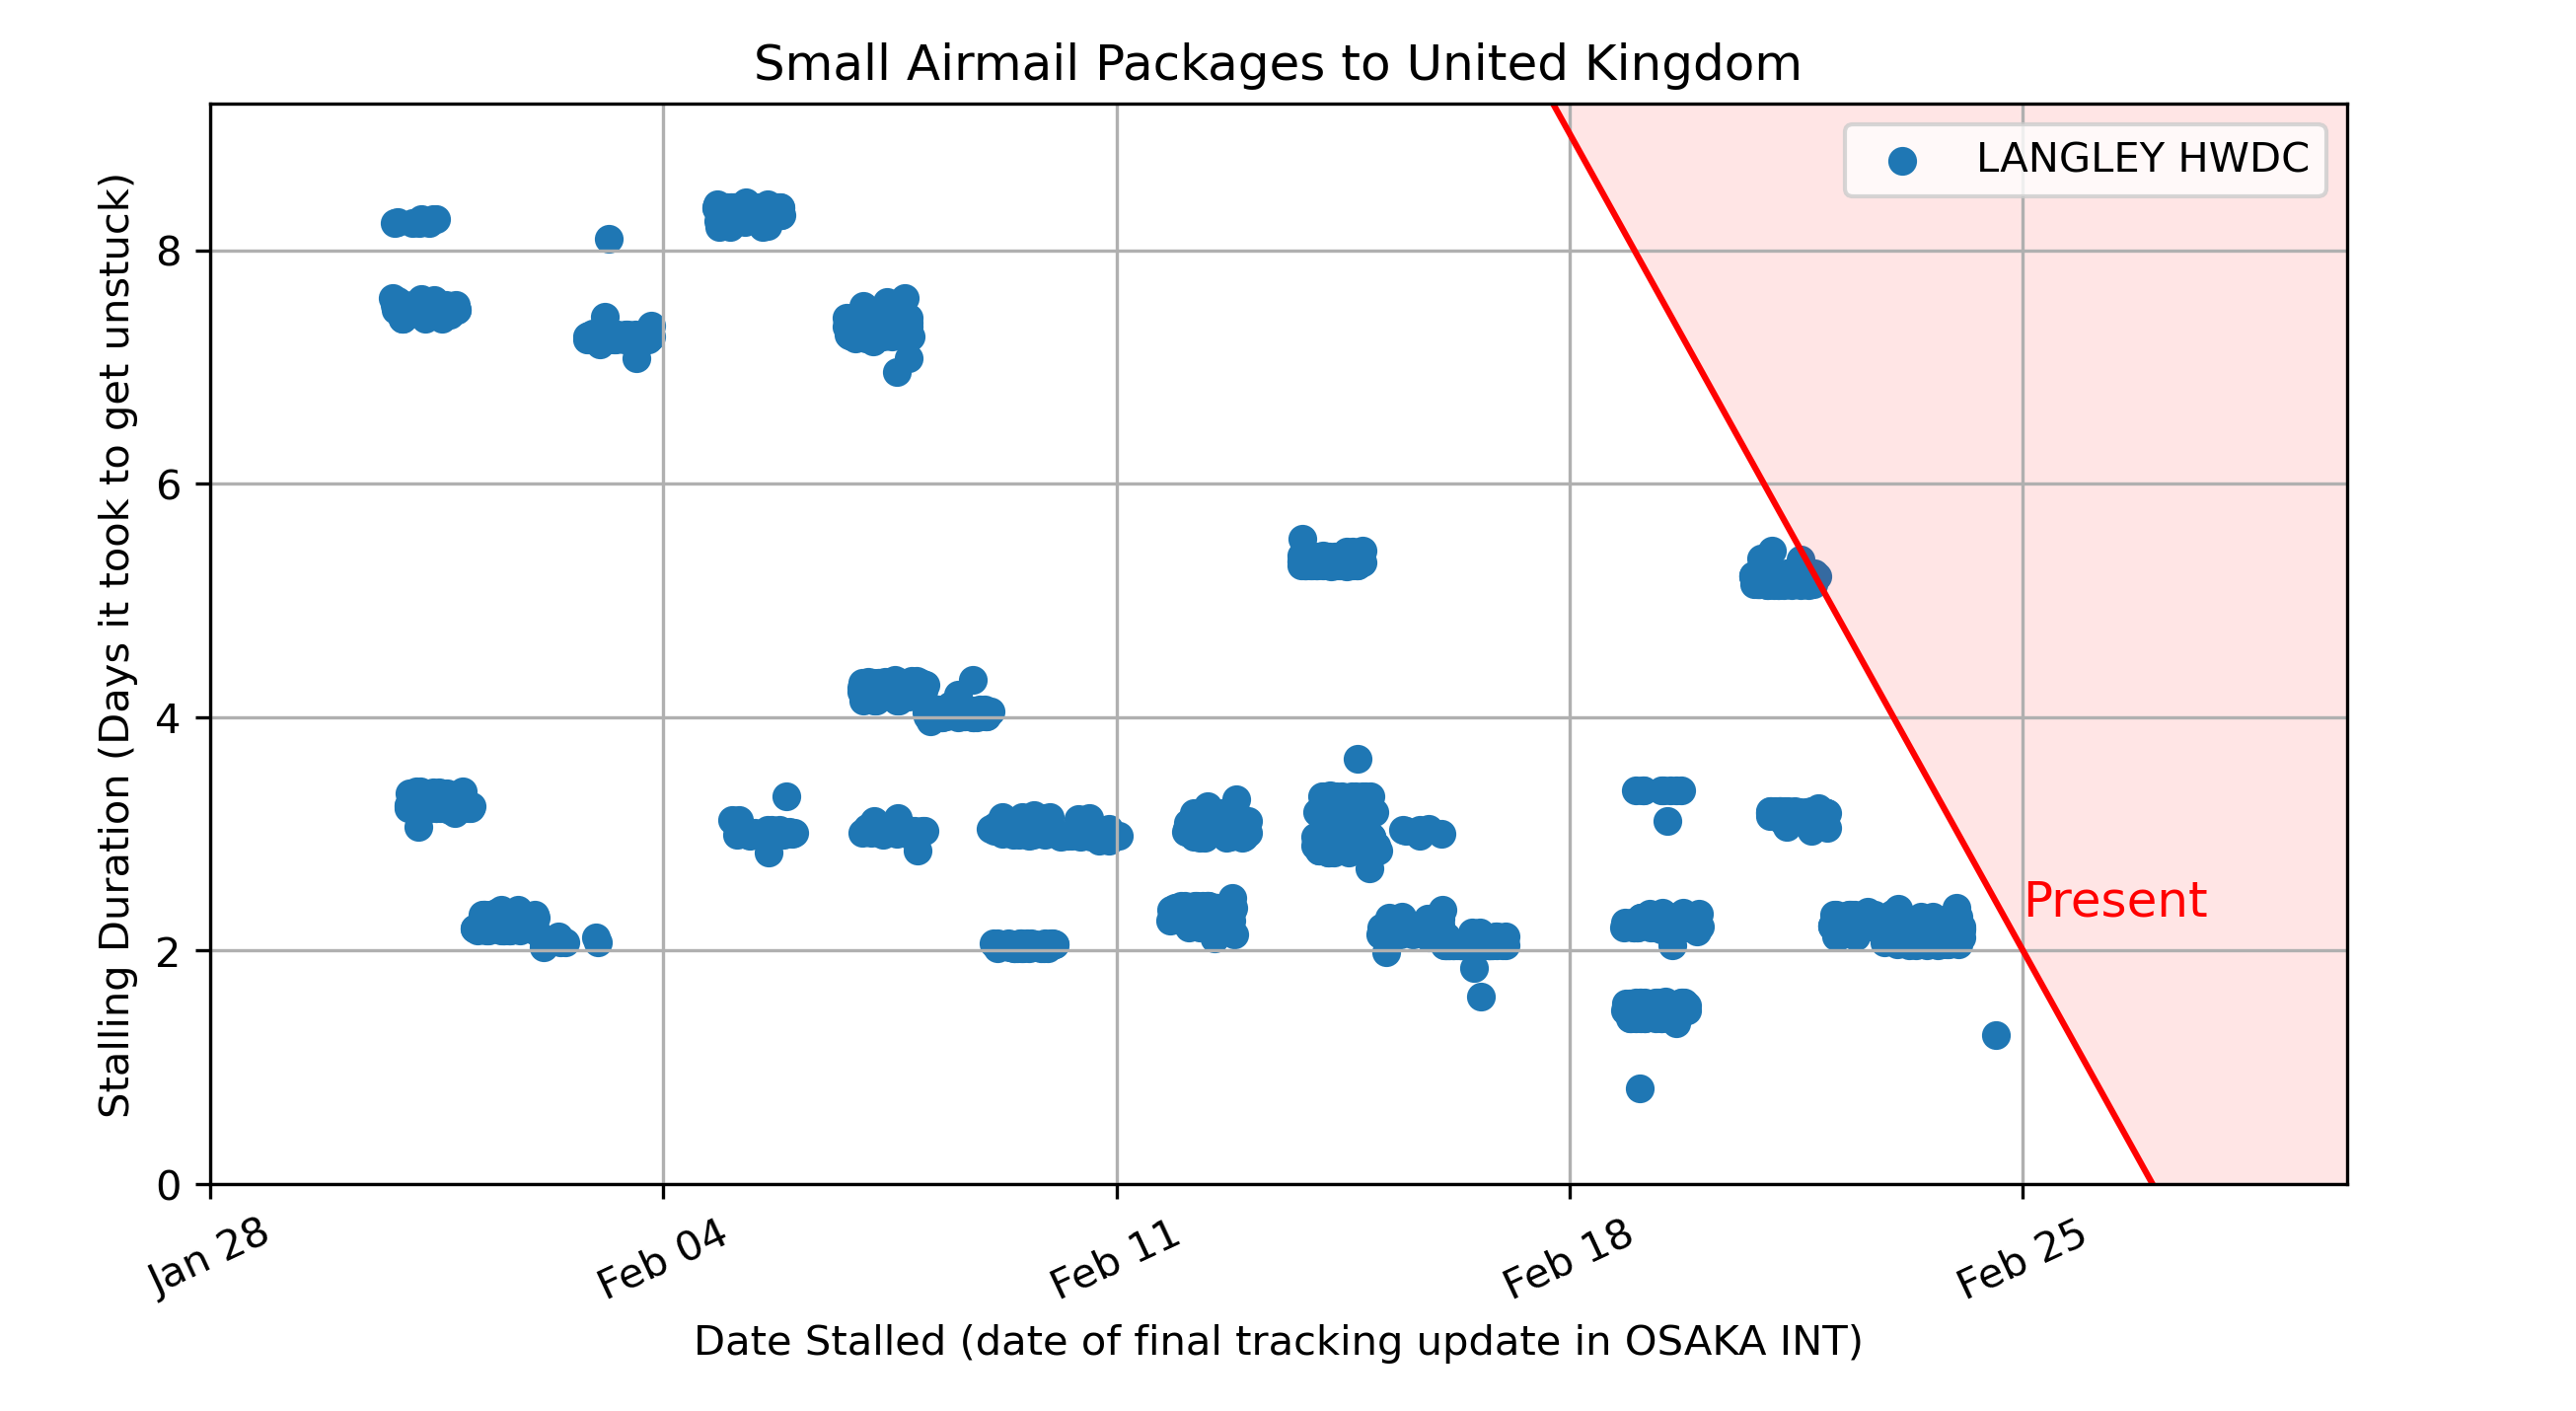 Small Airmail Packages to United Kingdom
LANGLEY HWDC
Stalling Duration (Days it took to get unstuck)
8
6
4
2
0
Present
Jan 28
Feb 04
Feb 11
Feb 18
Feb 25
Date Stalled (date of final tracking update in OSAKA INT)